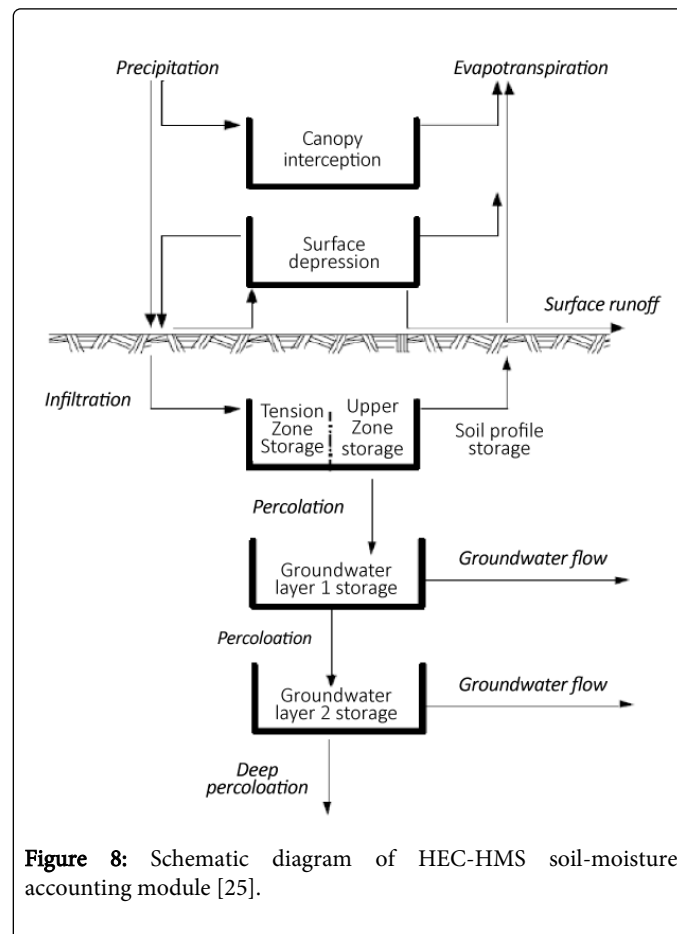 Precipitation
Evapotranspiration
Canopy
interception
Surface
depression
Surface runoff
Infiltration
Tension
Zone
Storage
Upper
Zone
storage
Soil profile
storage
Percolation
Groundwater
layer 1 storage
Groundwater flow
Percoloation
Groundwater
layer 2 storage
Groundwater flow
Deep
percoloation
Figure 8: Schematic diagram of HEC-HMS soil-moisture
accounting module [25].